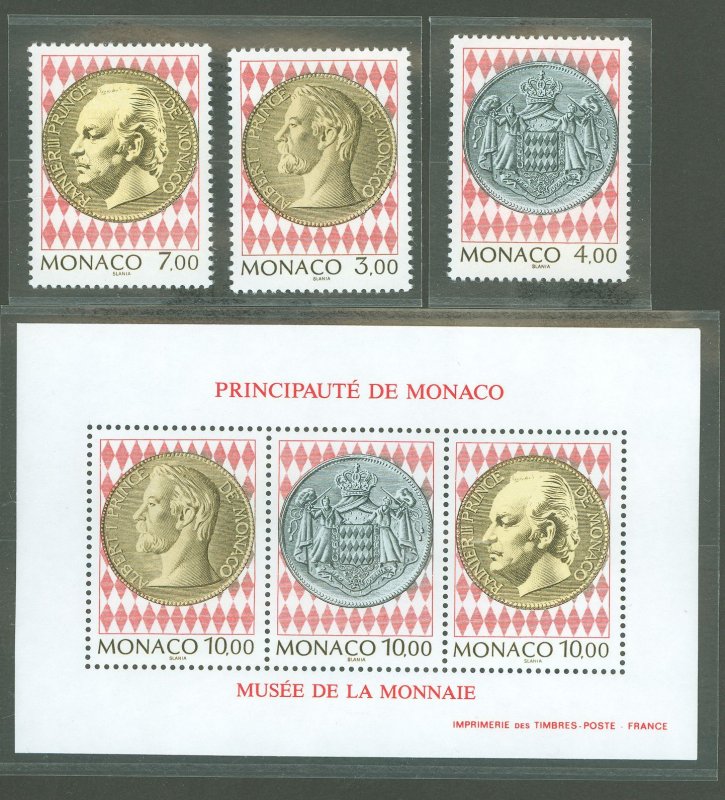 RAINIER III PRINCE DE MONACO
MONACO 7,00
SLANIA
ALBERT I PRINCE DE MONACO
MONACO 3,00
SLANIA
MONACO 4,00
SLANIA
PRINCIPAUTÉ DE MONACO
ALBERT I PRINCE DE MONACO
MONACO 10,00
SLANIA
MONACO 10,00
SLANIA
RAINIER III PRINCE DE MONACO
MONACO 10,00
SLANIA
MUSÉE DE LA MONNAIE
IMPRIMERIE DES TIMBRES-POSTE - FRANCE